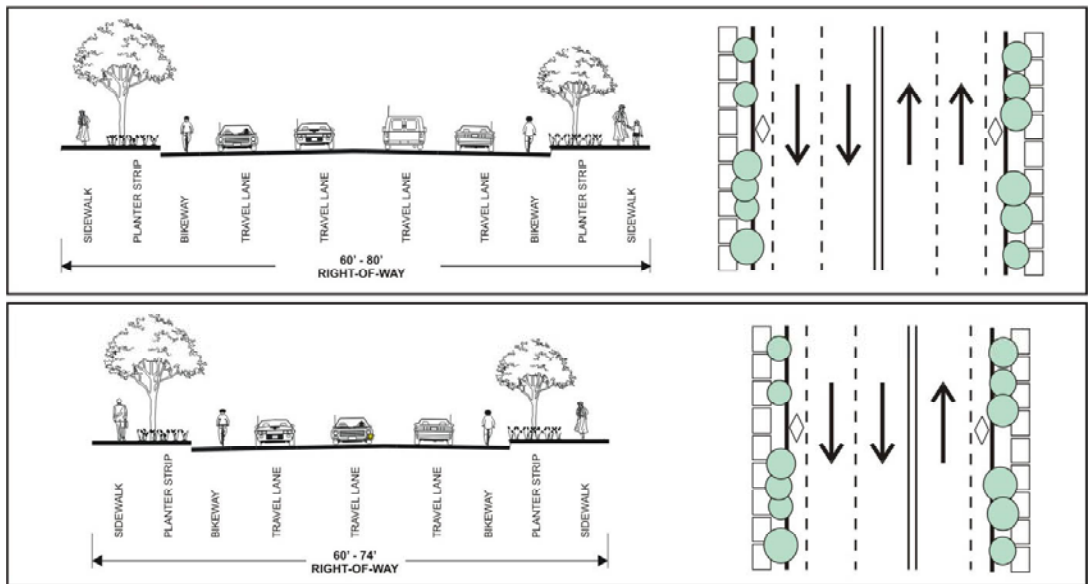 SIDEWALK
PLANTER STRIP
BIKEWAY
TRAVEL LANE
TRAVEL LANE
TRAVEL LANE
TRAVEL LANE
BIKEWAY
PLANTER STRIP
SIDEWALK
60' - 80'
RIGHT-OF-WAY
SIDEWALK
PLANTER STRIP
BIKEWAY
TRAVEL LANE
TRAVEL LANE
TRAVEL LANE
BIKEWAY
PLANTER STRIP
SIDEWALK
60' - 74'
RIGHT-OF-WAY